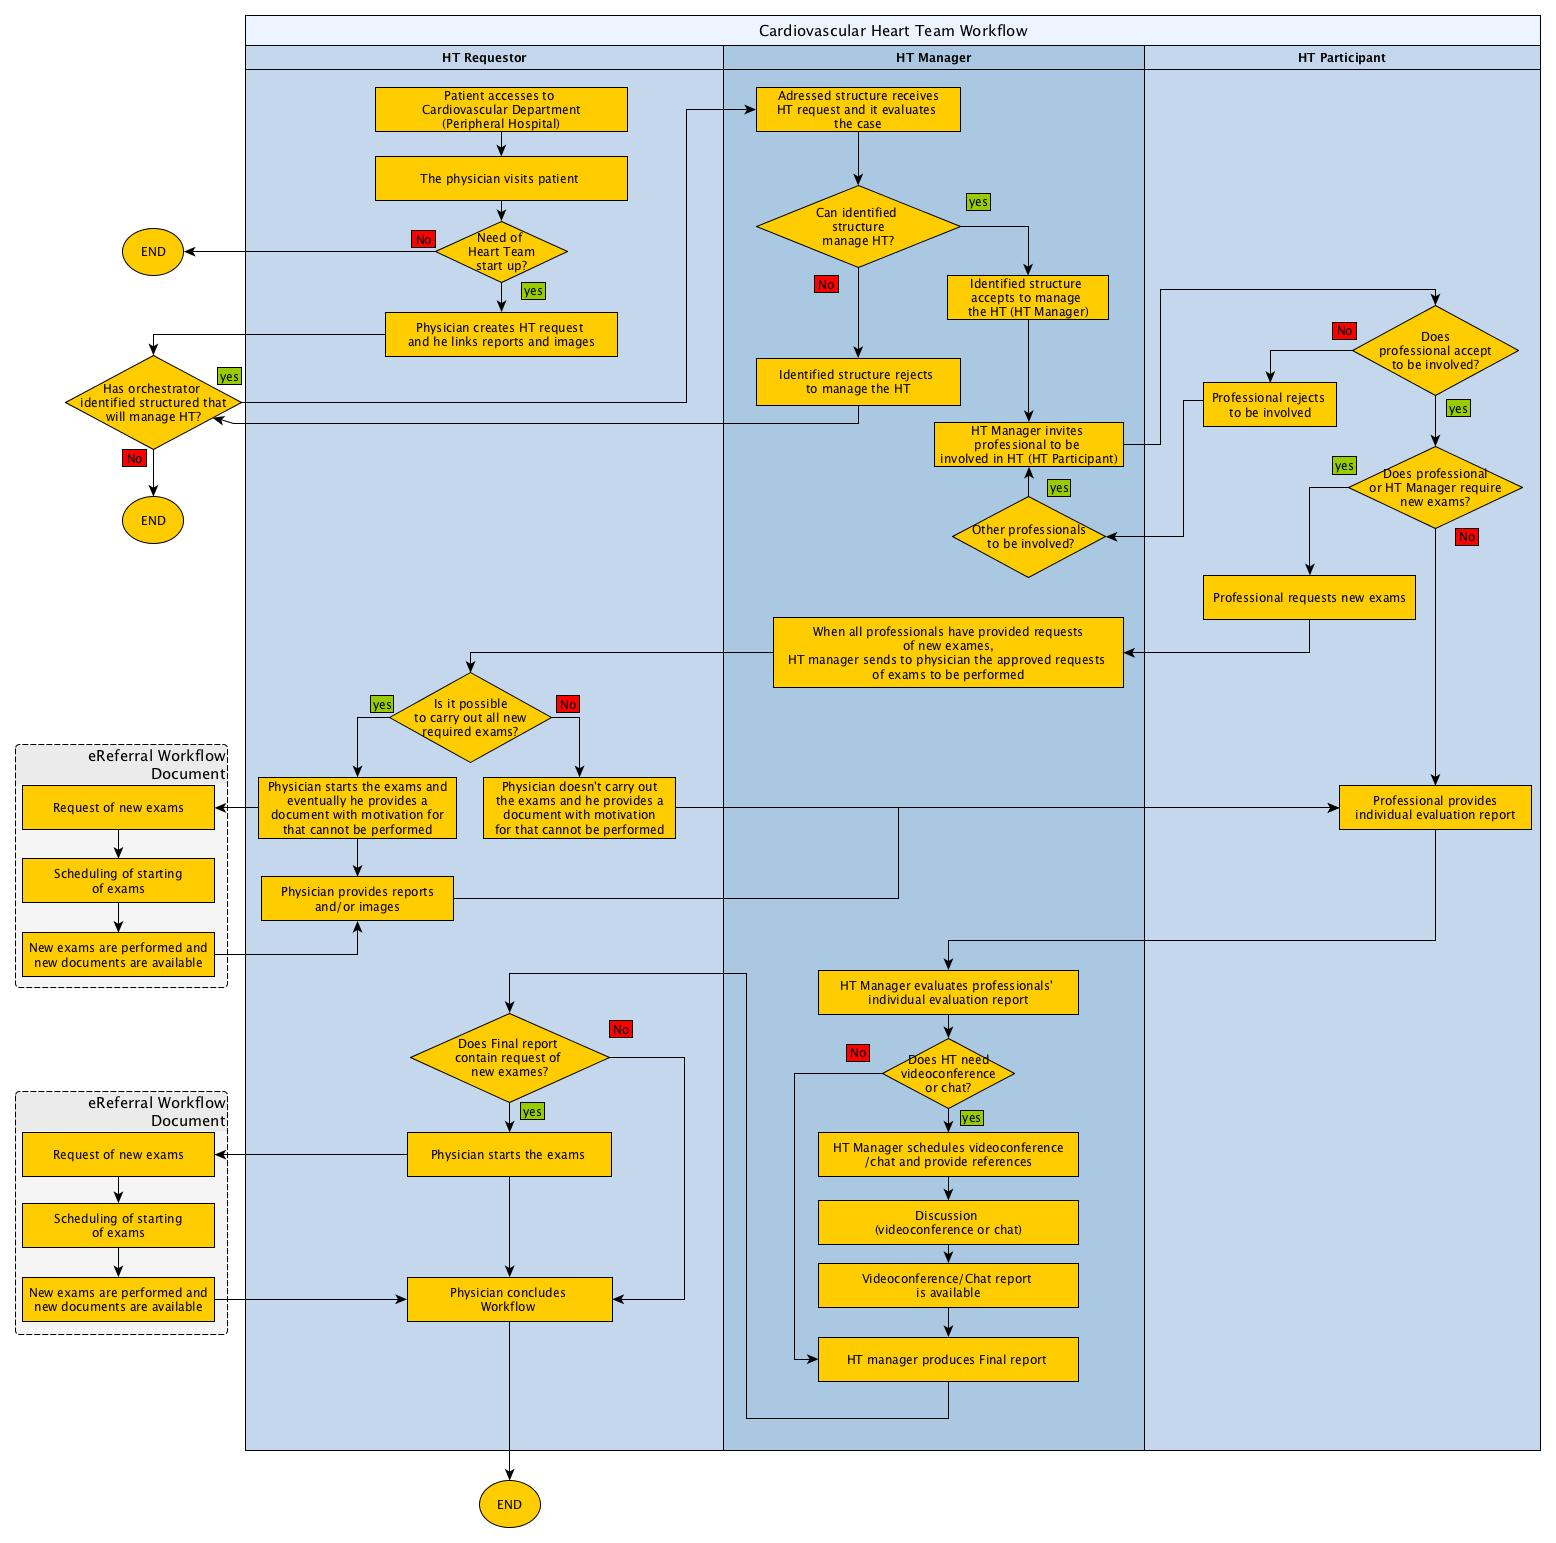 Cardiovascular Heart Team Workflow
HT Requestor
HT Manager
HT Participant
Patient accesses to
Cardiovascular Department
(Peripheral Hospital)
The physician visits patient
Need of
Heart Team
start up?
No
END
yes
Physician creates HT request
and he links reports and images
Has orchestrator
identified structured that
will manage HT?
yes
No
END
Adressed structure receives
HT request and it evaluates
the case
Can identified
structure
manage HT?
yes
No
Identified structure
accepts to manage
the HT (HT Manager)
Identified structure rejects
to manage the HT
HT Manager invites
professional to be
involved in HT (HT Participant)
yes
Other professionals
to be involved?
Does
professional accept
to be involved?
No
Professional rejects
to be involved
yes
Does professional
or HT Manager require
new exams?
yes
No
Professional requests new exams
When all professionals have provided requests
of new exames,
HT manager sends to physician the approved requests
of exams to be performed
Is it possible
to carry out all new
required exams?
yes
No
Physician starts the exams and
eventually he provides a
document with motivation for
that cannot be performed
Physician doesn't carry out
the exams and he provides a
document with motivation
for that cannot be performed
Professional provides
individual evaluation report
eReferral Workflow
Document
Request of new exams
Scheduling of starting
of exams
New exams are performed and
new documents are available
Physician provides reports
and/or images
HT Manager evaluates professionals'
individual evaluation report
Does HT need
videoconference
or chat?
No
yes
HT Manager schedules videoconference
/chat and provide references
Discussion
(videoconference or chat)
Videoconference/Chat report
is available
HT manager produces Final report
Does Final report
contain request of
new exames?
No
yes
Physician starts the exams
eReferral Workflow
Document
Request of new exams
Scheduling of starting
of exams
New exams are performed and
new documents are available
Physician concludes
Workflow
END